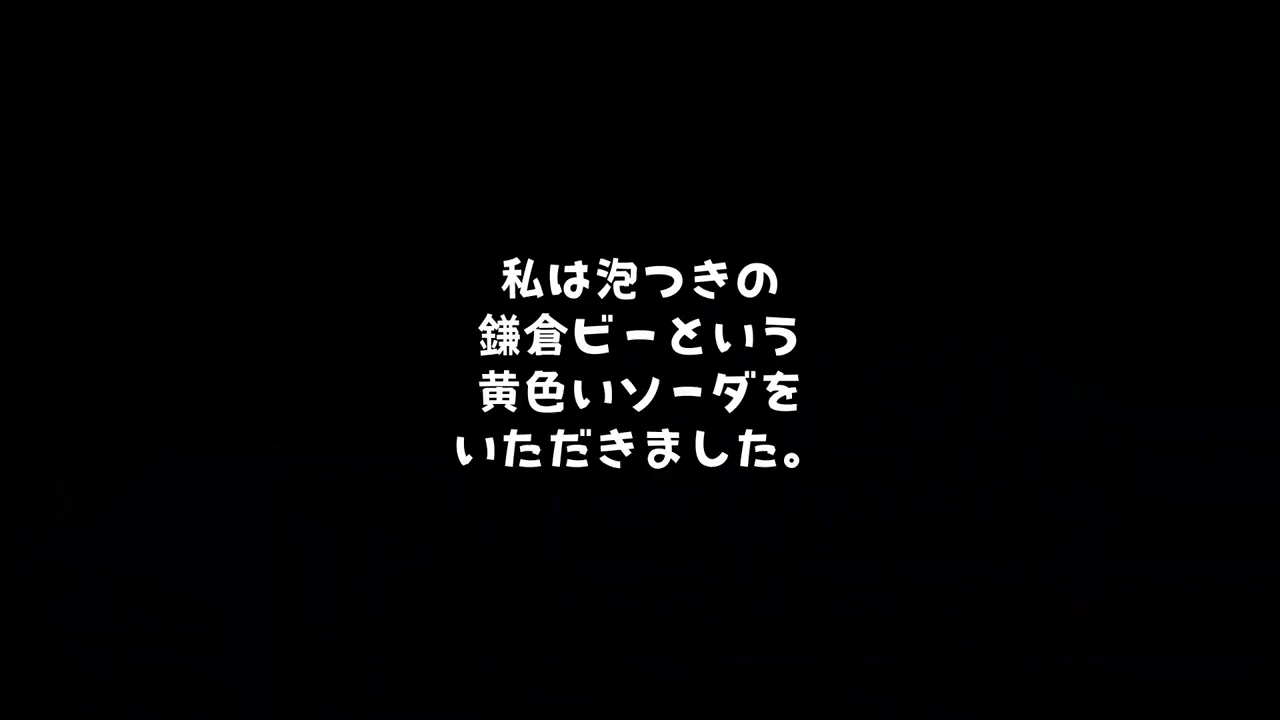 私は泡つきの
鎌倉ビーという
黄色いソーダを
いただきました。